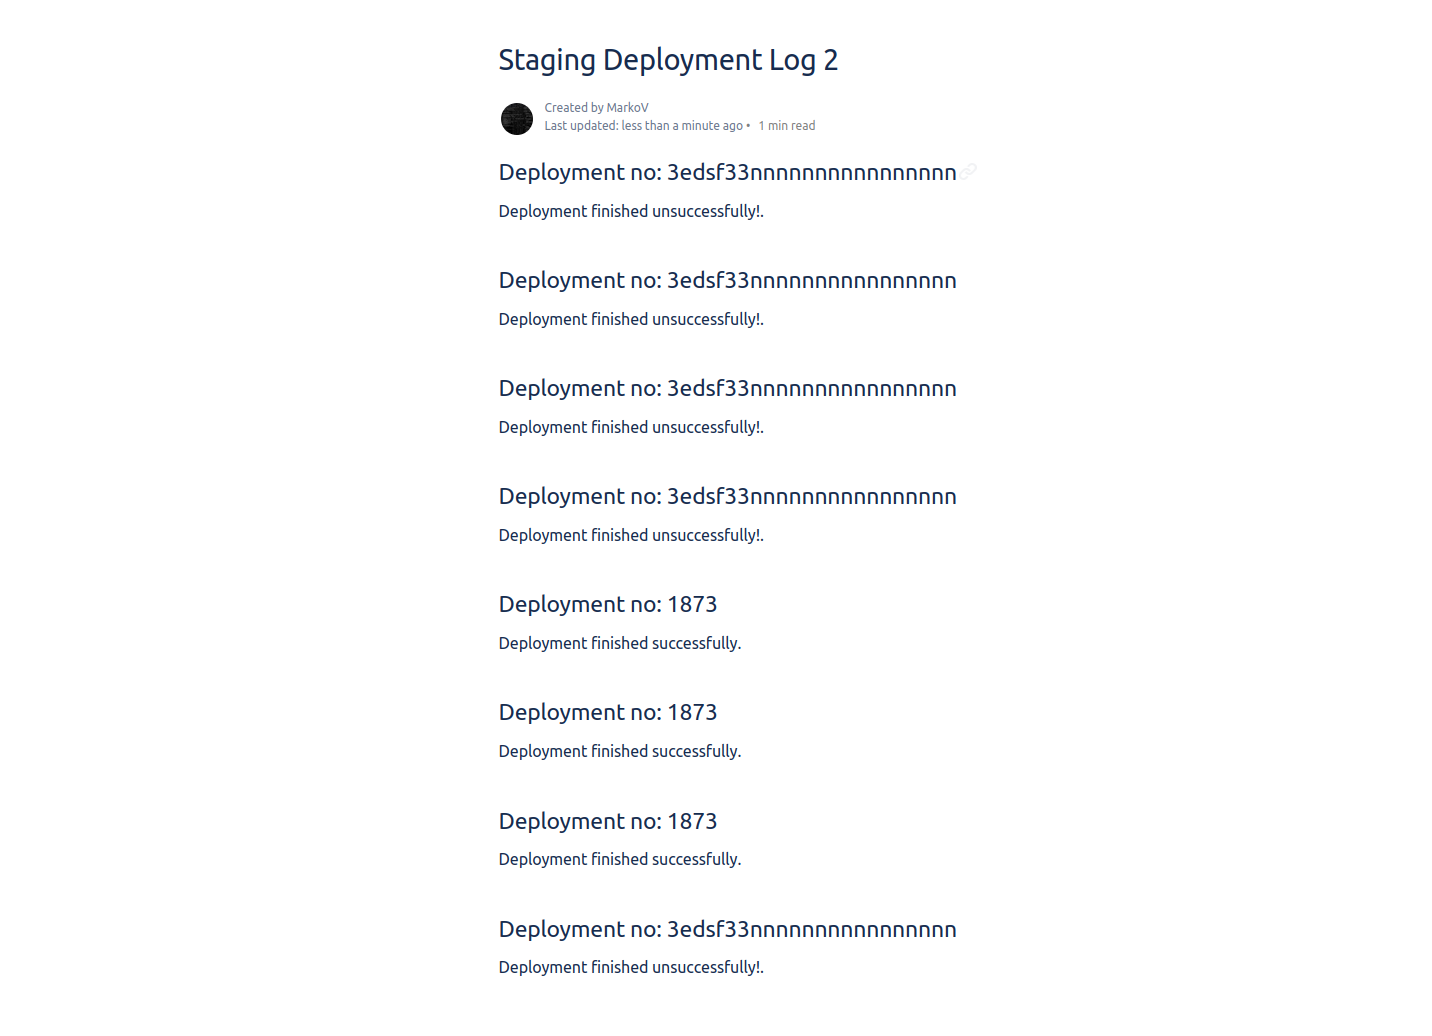 Staging Deployment Log 2
Created by MarkoV
Last updated: less than a minute ago • 1 min read
Deployment no: 3edsf33nnnnnnnnnnnnnnnn
Deployment finished unsuccessfully!.
Deployment no: 3edsf33nnnnnnnnnnnnnnnn
Deployment finished unsuccessfully!.
Deployment no: 3edsf33nnnnnnnnnnnnnnnn
Deployment finished unsuccessfully!.
Deployment no: 3edsf33nnnnnnnnnnnnnnnn
Deployment finished unsuccessfully!.
Deployment no: 1873
Deployment finished successfully.
Deployment no: 1873
Deployment finished successfully.
Deployment no: 1873
Deployment finished successfully.
Deployment no: 3edsf33nnnnnnnnnnnnnnnn
Deployment finished unsuccessfully!.